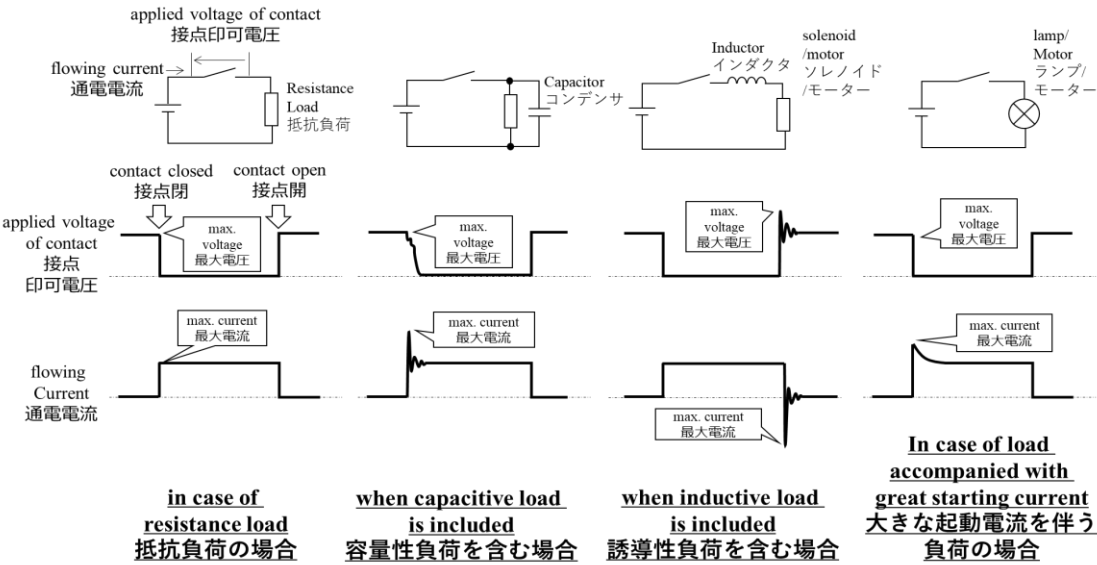 applied voltage of contact
接点印可電圧
flowing current
通電電流
Resistance
Load
抵抗負荷
Capacitor
コンデンサ
Inductor
インダクタ
solenoid
/motor
ソレノイド
/モーター
lamp/
Motor
ランプ/
モーター
contact closed
接点閉
contact open
接点開
applied voltage
of contact
接点
印可電圧
max.
voltage
最大電圧
max.
voltage
最大電圧
max.
voltage
最大電圧
max.
voltage
最大電圧
flowing
Current
通電電流
max. current
最大電流
max. current
最大電流
max. current
最大電流
max. current
最大電流
in case of
resistance load
抵抗負荷の場合
when capacitive load
is included
容量性負荷を含む場合
when inductive load
is included
誘導性負荷を含む場合
In case of load
accompanied with
great starting current
大きな起動電流を伴う
負荷の場合